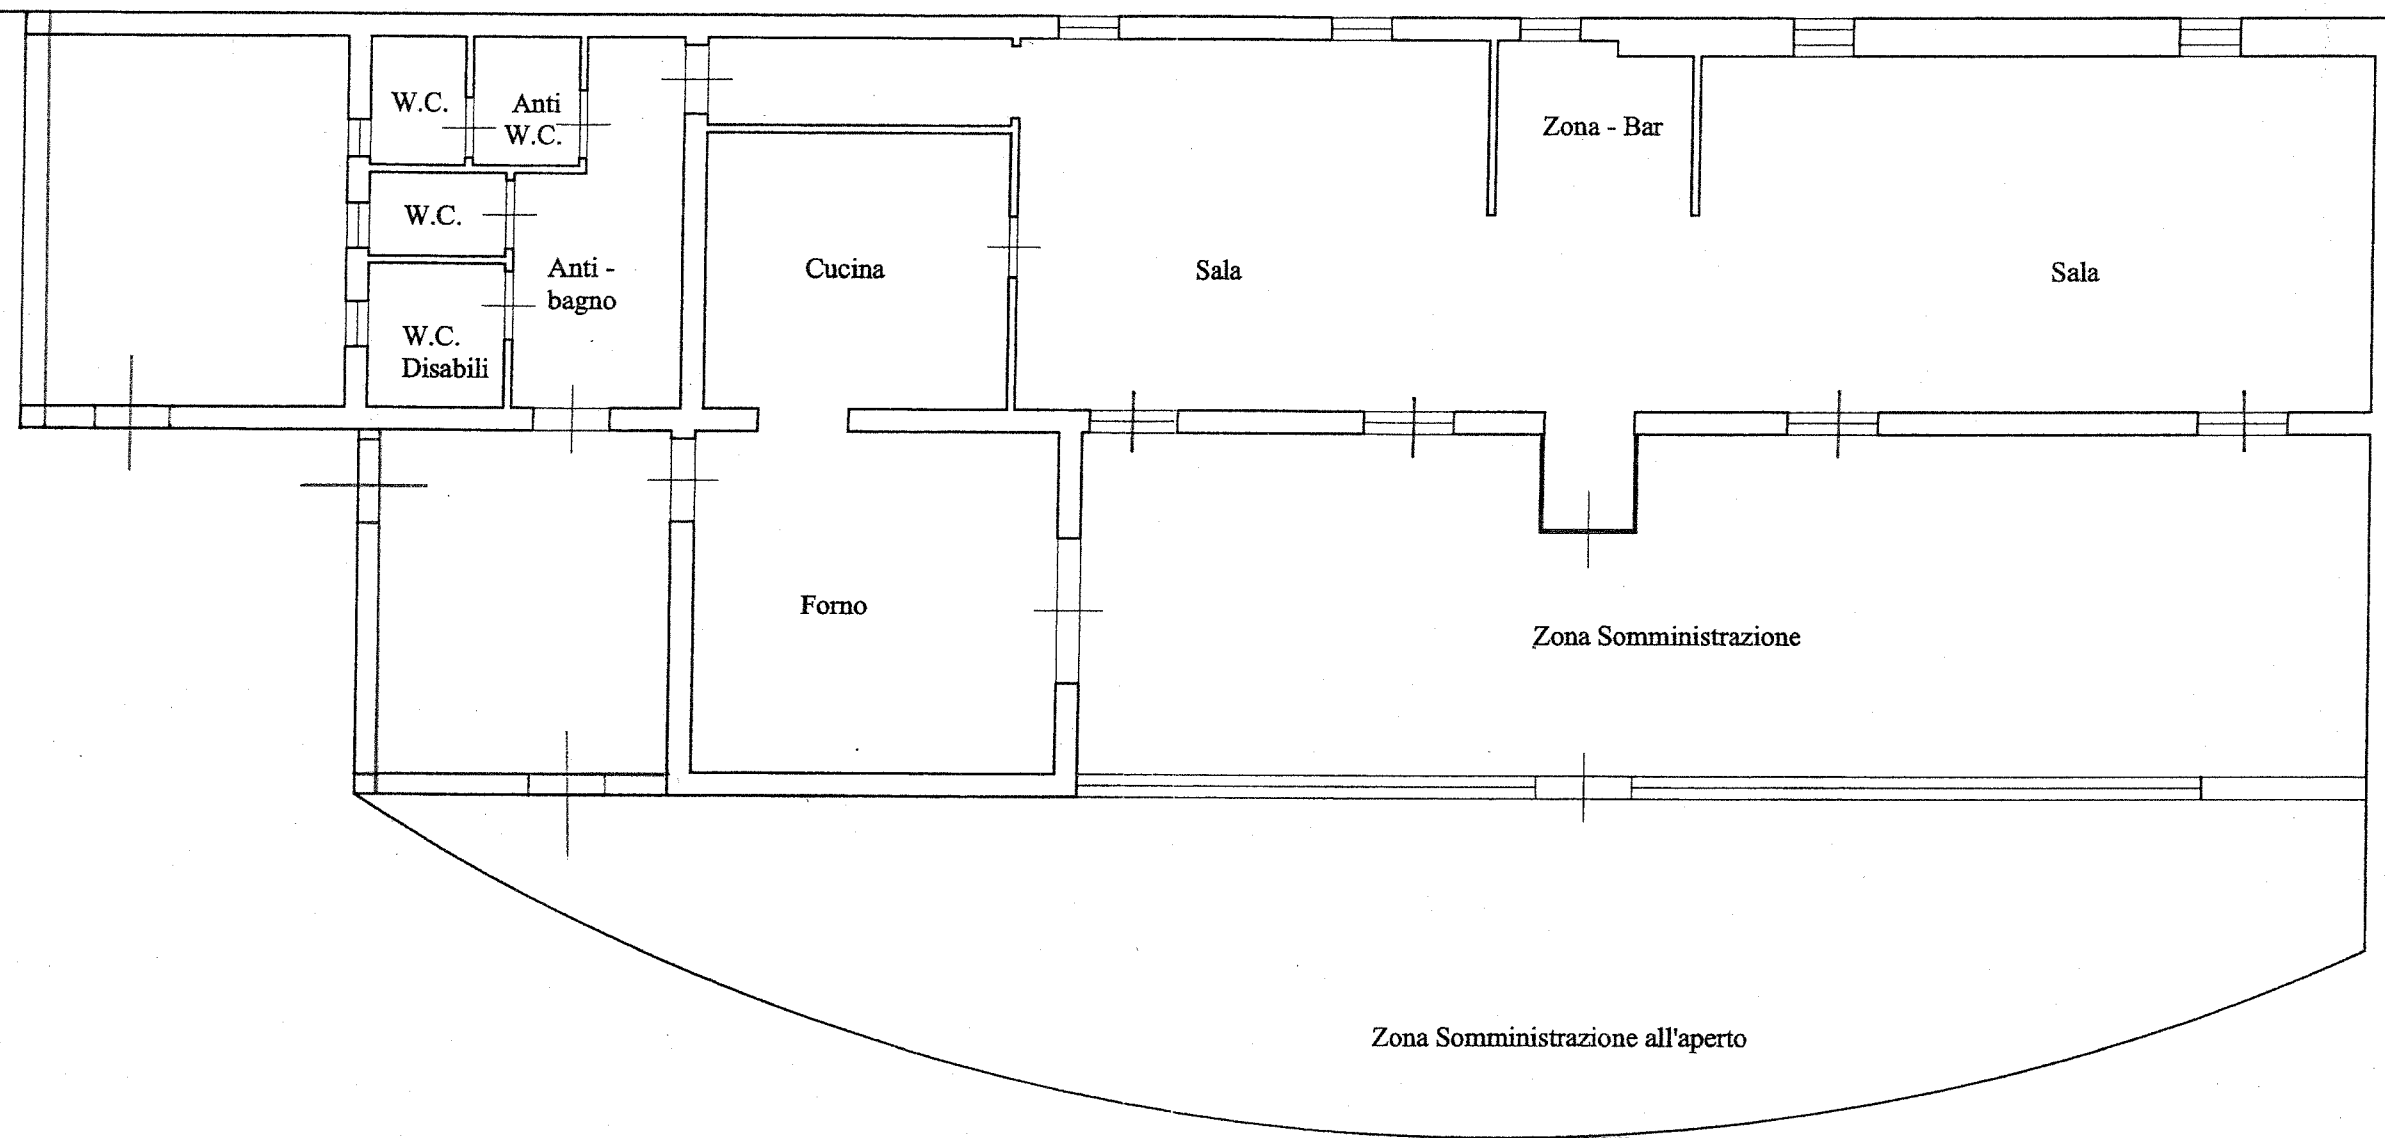 W.C.
Anti
W.C.
Zona - Bar
W.C.
Anti -
bagno
Cucina
Sala
Sala
W.C.
Disabili
Forno
Zona Somministrazione
Zona Somministrazione all'aperto